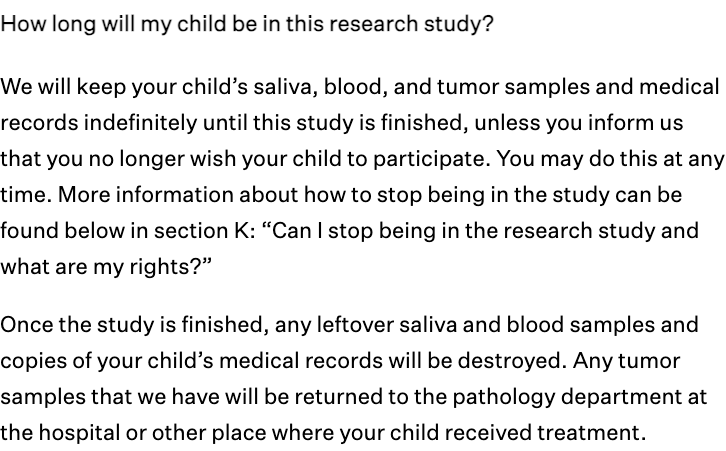 How long will my child be in this research study?
We will keep your child’s saliva, blood, and tumor samples and medical
records indefinitely until this study is finished, unless you inform us
that you no longer wish your child to participate. You may do this at any
time. More information about how to stop being in the study can be
found below in section K: “Can I stop being in the research study and
what are my rights?”
Once the study is finished, any leftover saliva and blood samples and
copies of your child’s medical records will be destroyed. Any tumor
samples that we have will be returned to the pathology department at
the hospital or other place where your child received treatment.